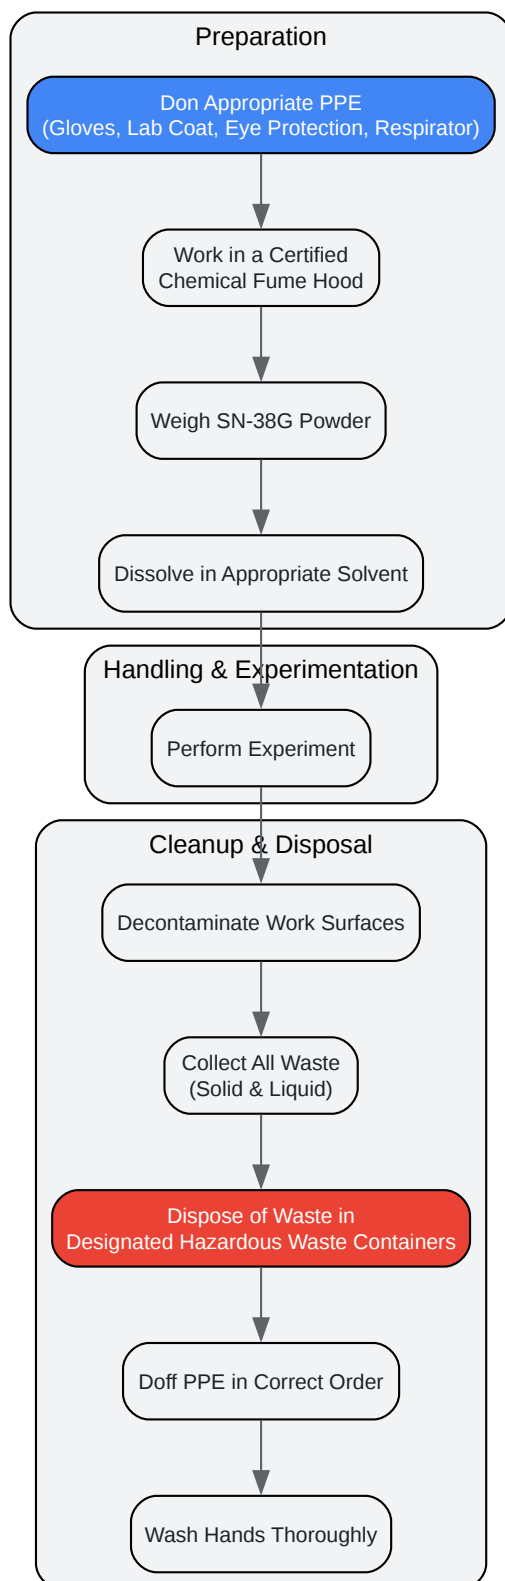 Preparation
Don Appropriate PPE
(Gloves, Lab Coat, Eye Protection, Respirator)
Work in a Certified
Chemical Fume Hood
Weigh SN-38G Powder
Dissolve in Appropriate Solvent
Handling & Experimentation
Perform Experiment
Cleanup & Disposal
Decontaminate Work Surfaces
Collect All Waste
(Solid & Liquid)
Dispose of Waste in
Designated Hazardous Waste Containers
Doff PPE in Correct Order
Wash Hands Thoroughly